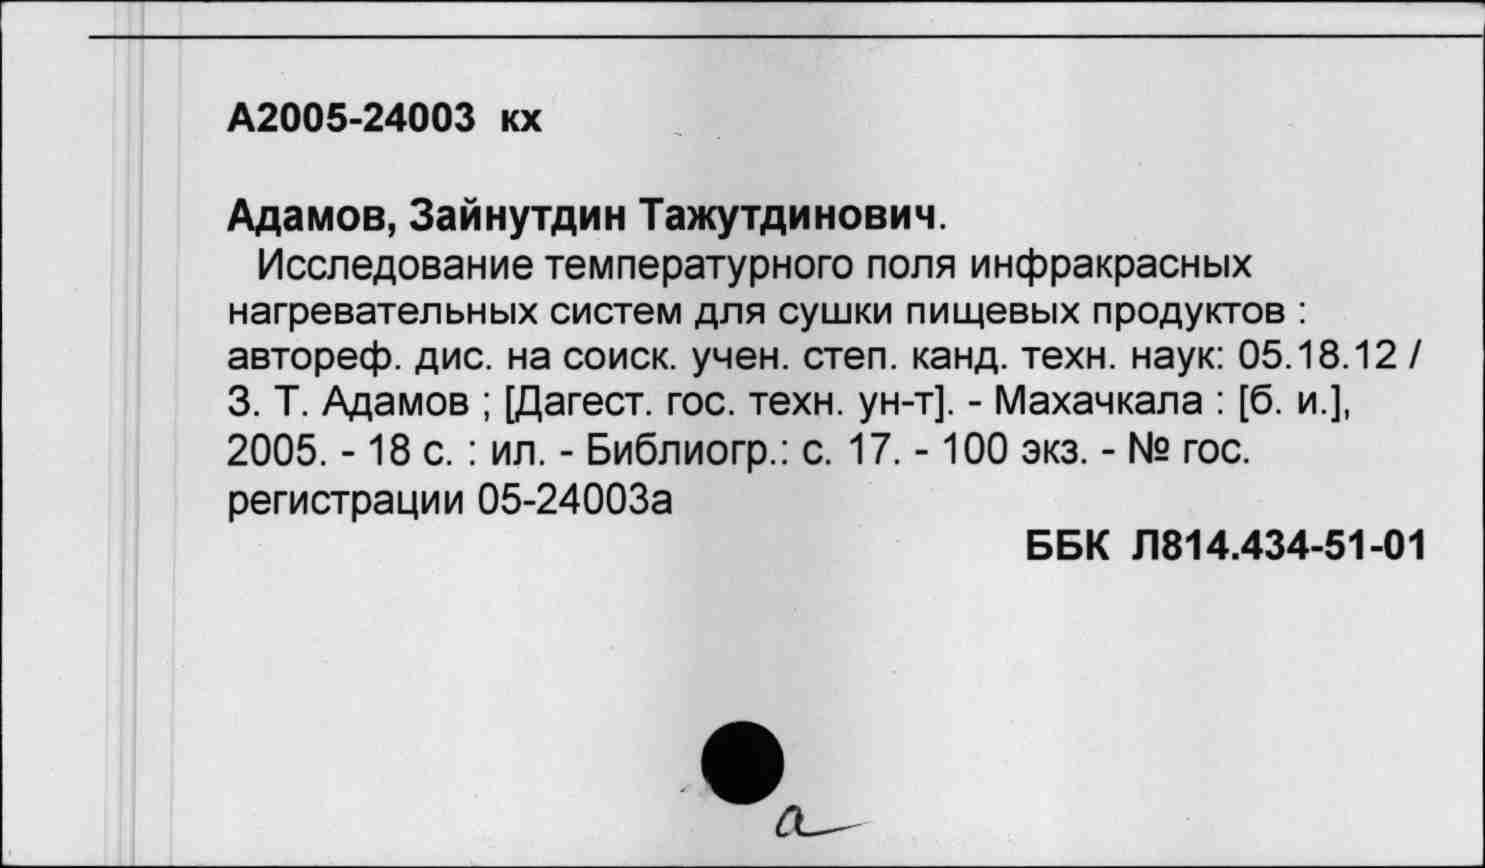 А2005-24003 кх
Адамов, Зайнутдин Тажутдинович.
Исследование температурного поля инфракрасных
нагревательных систем для сушки пищевых продуктов :
автореф. дис. на соиск. учен. степ. канд. техн. наук: 05.18.12 /
З. Т. Адамов ; [Дагест. гос. техн. ун-т]. - Махачкала : [б. и.],
2005. - 18 с. : ил. - Библиогр.: с. 17. - 100 экз. - № гос.
регистрации 05-24003а
ББК Л814.434-51-01
а